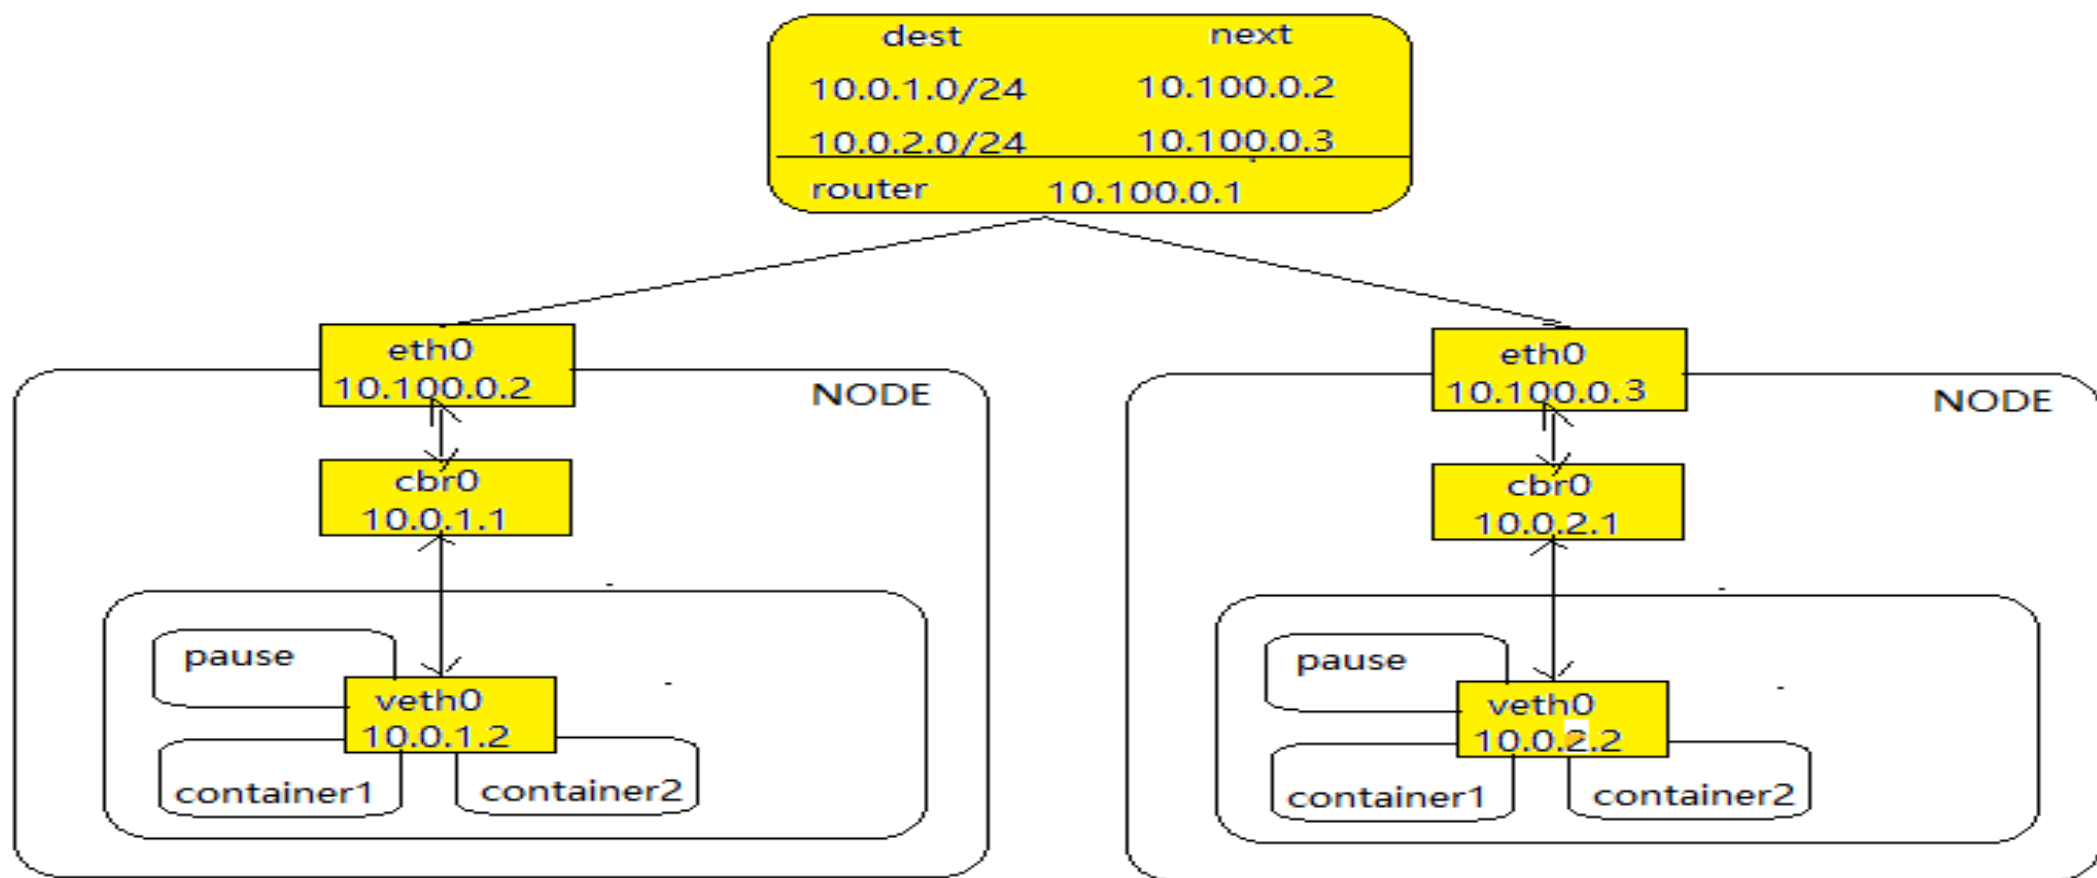 dest next
10.0.1.0/24 10.100.0.2
10.0.2.0/24 10.100.0.3
router 10.100.0.1
eth0
10.100.0.2
NODE
cbr0
10.0.1.1
pause
veth0
10.0.1.2
container1
container2
eth0
10.100.0.3
NODE
cbr0
10.0.2.1
pause
veth0
10.0.2.2
container1
container2